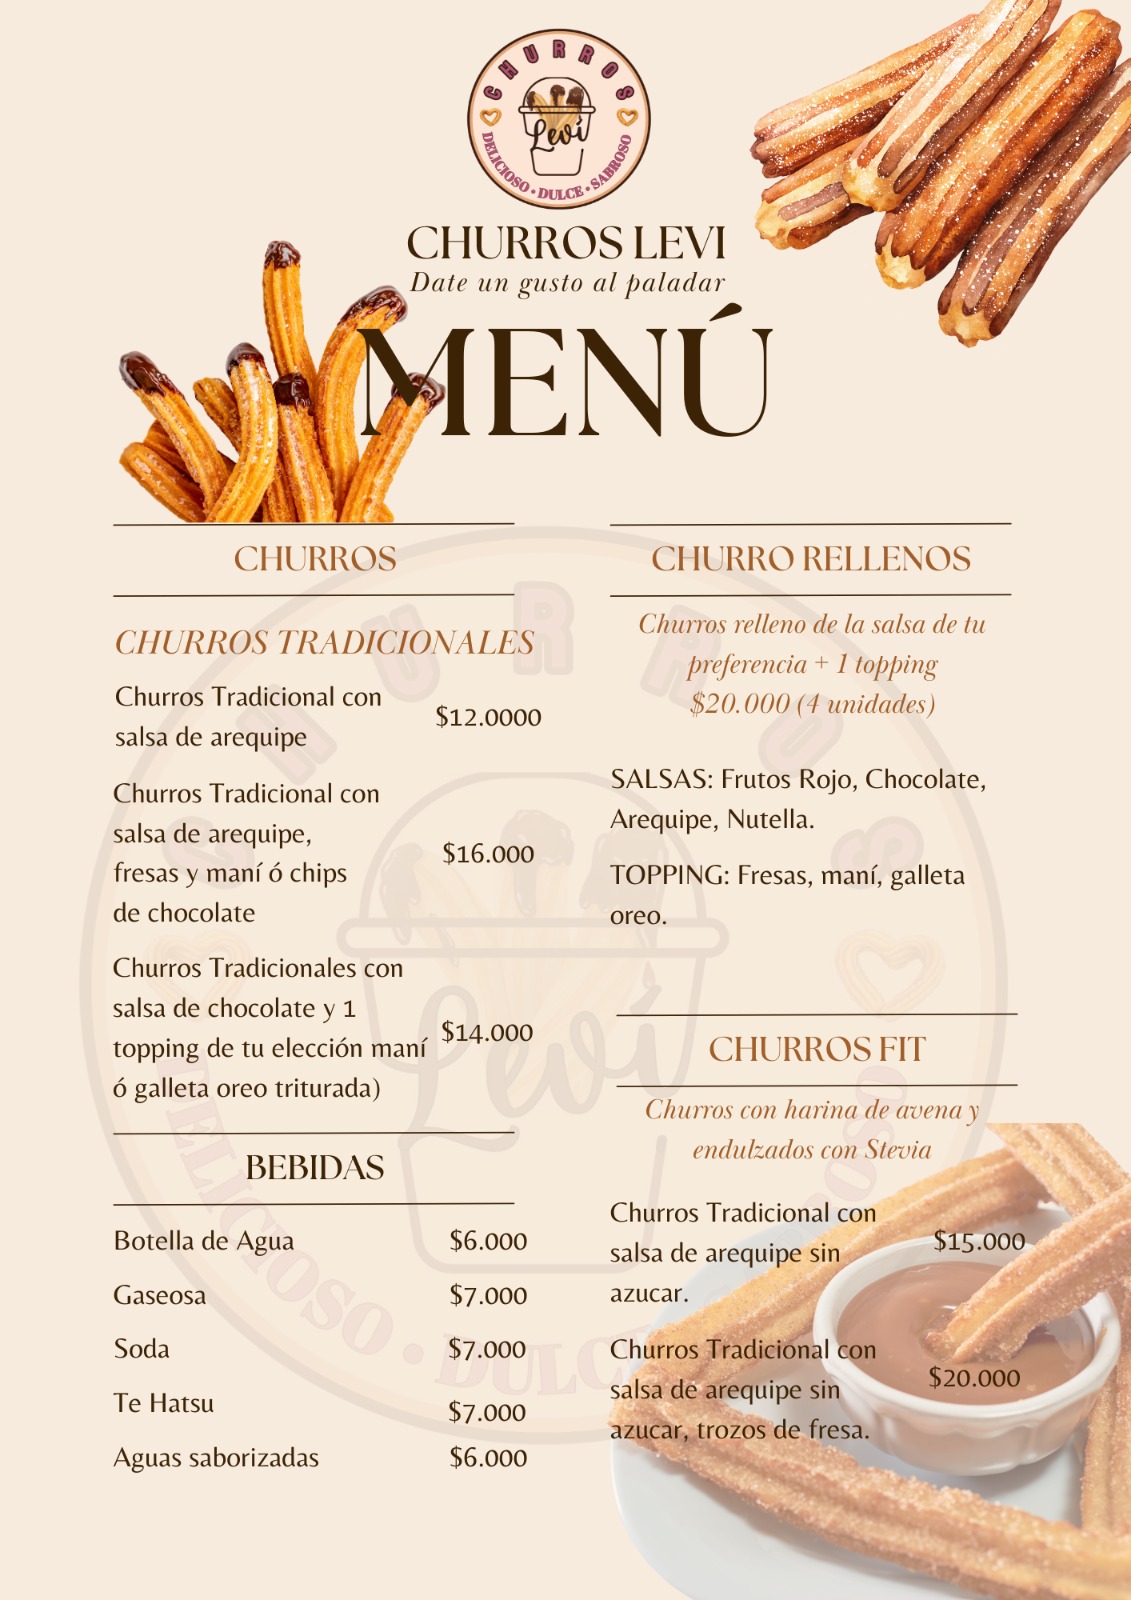 CHURROS
Levi
DELICIOSO • DULCE • SABROSO
CHURROS LEVI
Date un gusto al paladar
MENÚ
CHURROS
CHURROS TRADICIONALES
Churros Tradicional con
salsa de arequipe
$12.0000
Churros Tradicional con
salsa de arequipe,
fresas y maní ó chips
de chocolate
$16.000
Churros Tradicionales con
salsa de chocolate y 1
topping de tu elección maní
ó galleta oreo triturada)
$14.000
BEBIDAS
Botella de Agua $6.000
Gaseosa $7.000
Soda $7.000
Te Hatsu $7.000
Aguas saborizadas $6.000
CHURRO RELLENOS
Churros relleno de la salsa de tu
preferencia + 1 topping
$20.000 (4 unidades)
SALSAS: Frutos Rojo, Chocolate,
Arequipe, Nutella.
TOPPING: Fresas, maní, galleta
oreo.
CHURROS FIT
Churros con harina de avena y
endulzados con Stevia
Churros Tradicional con
salsa de arequipe sin
azucar.
$15.000
Churros Tradicional con
salsa de arequipe sin
azucar, trozos de fresa.
$20.000
CHURROS
Leví
DELICIOSO • DULCE